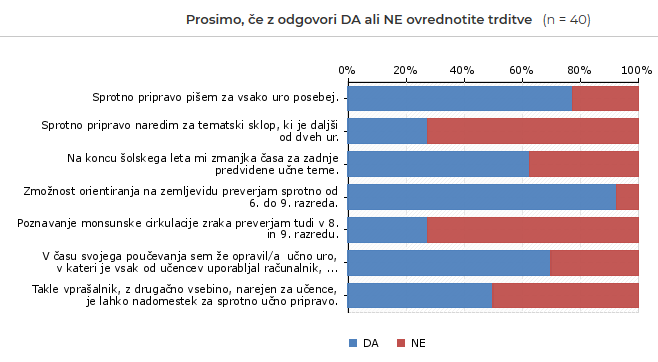 Prosimo, če z odgovori DA ali NE ovrednotite trditve (n = 40)
0% 20% 40% 60% 80% 100%
Sprotno pripravo pišem za vsako uro posebej.
Sprotno pripravo naredim za tematski sklop, ki je daljši
od dveh ur.
Na koncu šolskega leta mi zmanjka časa za zadnje
predvidene učne teme.
Zmožnost orientiranja na zemljevidu preverjam sprotno od
6. do 9. razreda.
Poznavanje monsunske cirkulacije zraka preverjam tudi v 8.
in 9. razredu.
V času svojega poučevanja sem že opravil/a učno uro,
v kateri je vsak od učencev uporabljal računalnik, ...
Takle vprašalnik, z drugačno vsebino, narejen za učence,
je lahko nadomestek za sprotno učno pripravo.
DA NE